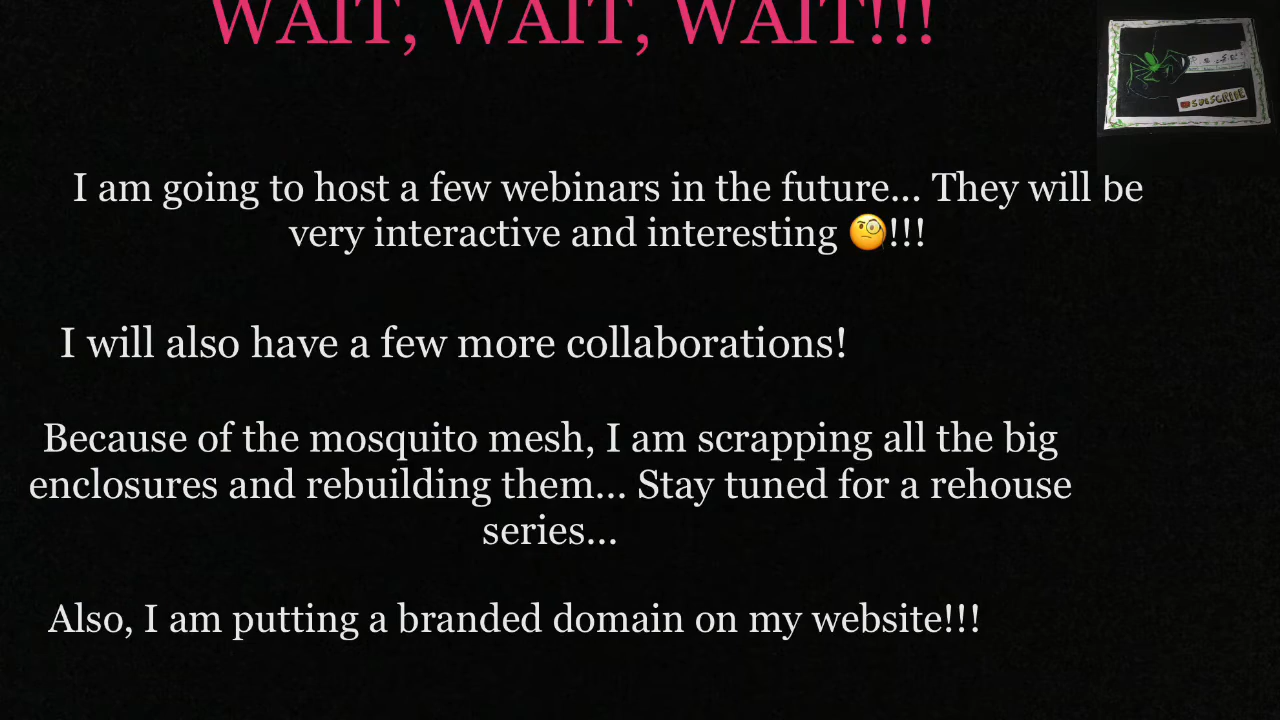 WAIT, WAIT, WAIT!!!
SUBSCRIBE
I am going to host a few webinars in the future... They will be
very interactive and interesting 🧐!!!
I will also have a few more collaborations!
Because of the mosquito mesh, I am scrapping all the big
enclosures and rebuilding them... Stay tuned for a rehouse
series...
Also, I am putting a branded domain on my website!!!